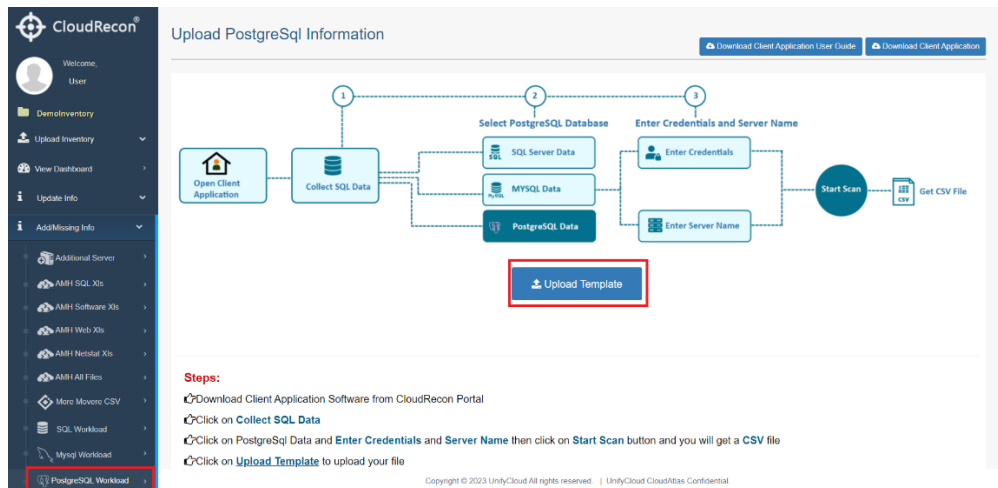 CloudRecon®
Welcome,
User
DemoInventory
Upload Inventory
View Dashboard
Update Info
Add/Missing Info
Additional Server
AMH SQL Xls
AMH Software Xls
AMH Web Xls
AMH Netstat Xls
AMH All Files
More Movere CSV
SQL Workload
Mysql Workload
PostgreSQL Workload
Upload PostgreSql Information
Download Client Application User Guide
Download Client Application
1
2
3
Select PostgreSQL Database
Enter Credentials and Server Name
Open Client
Application
Collect SQL Data
SQL
SQL Server Data
MySQL
MYSQL Data
PostgreSQL Data
Enter Credentials
Enter Server Name
Start Scan
CSV
Get CSV File
Upload Template
Steps:
Download Client Application Software from CloudRecon Portal
Click on Collect SQL Data
Click on PostgreSql Data and Enter Credentials and Server Name then click on Start Scan button and you will get a CSV file
Click on Upload Template to upload your file
Copyright © 2023 UnifyCloud All rights reserved. | UnifyCloud CloudAtlas Confidential.